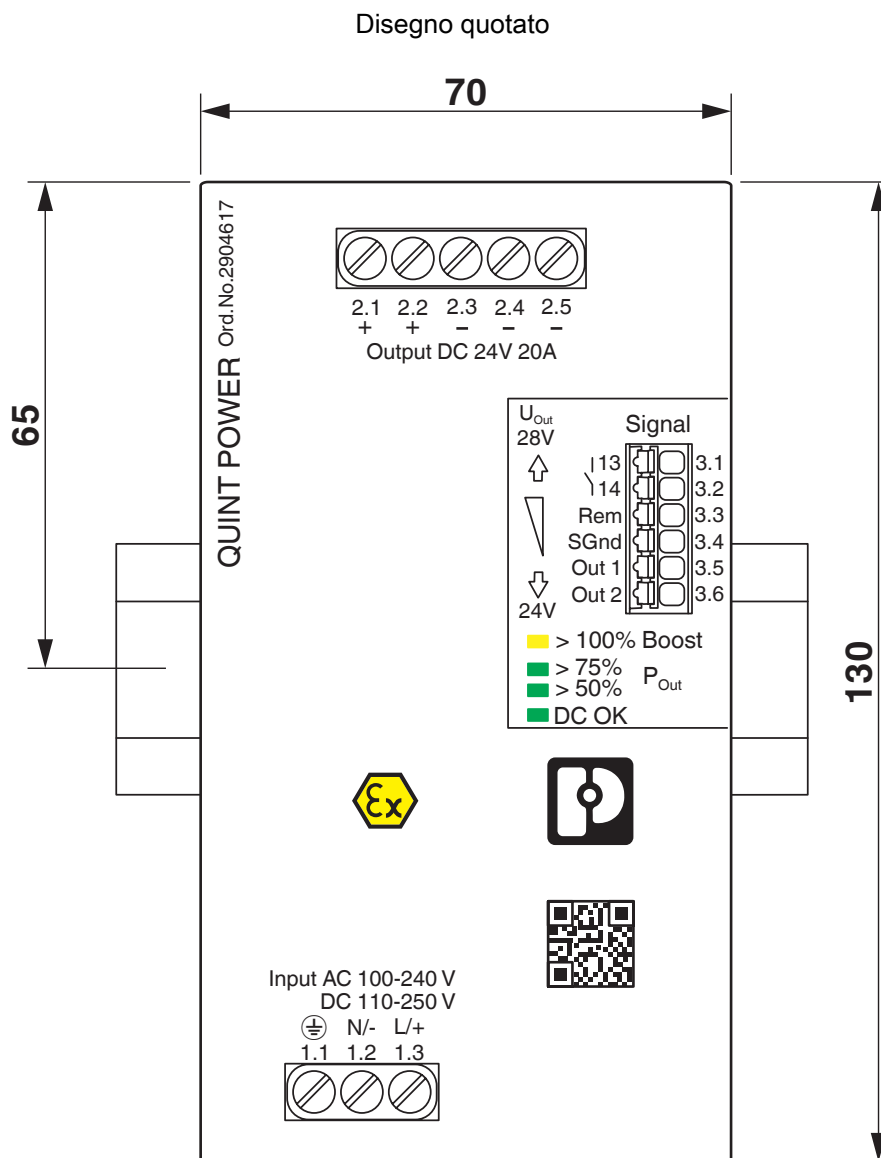 Disegno quotato
70
65
130
QUINT POWER Ord.No.2904617
2.1 2.2 2.3 2.4 2.5
+ + – – –
Output DC 24V 20A
UOut
28V
24V
Signal
13 3.1
14 3.2
Rem 3.3
SGnd 3.4
Out 1 3.5
Out 2 3.6
> 100% Boost
> 75%
> 50%
POut
DC OK
Ex
Input AC 100-240 V
DC 110-250 V
N/- L/+
1.1 1.2 1.3